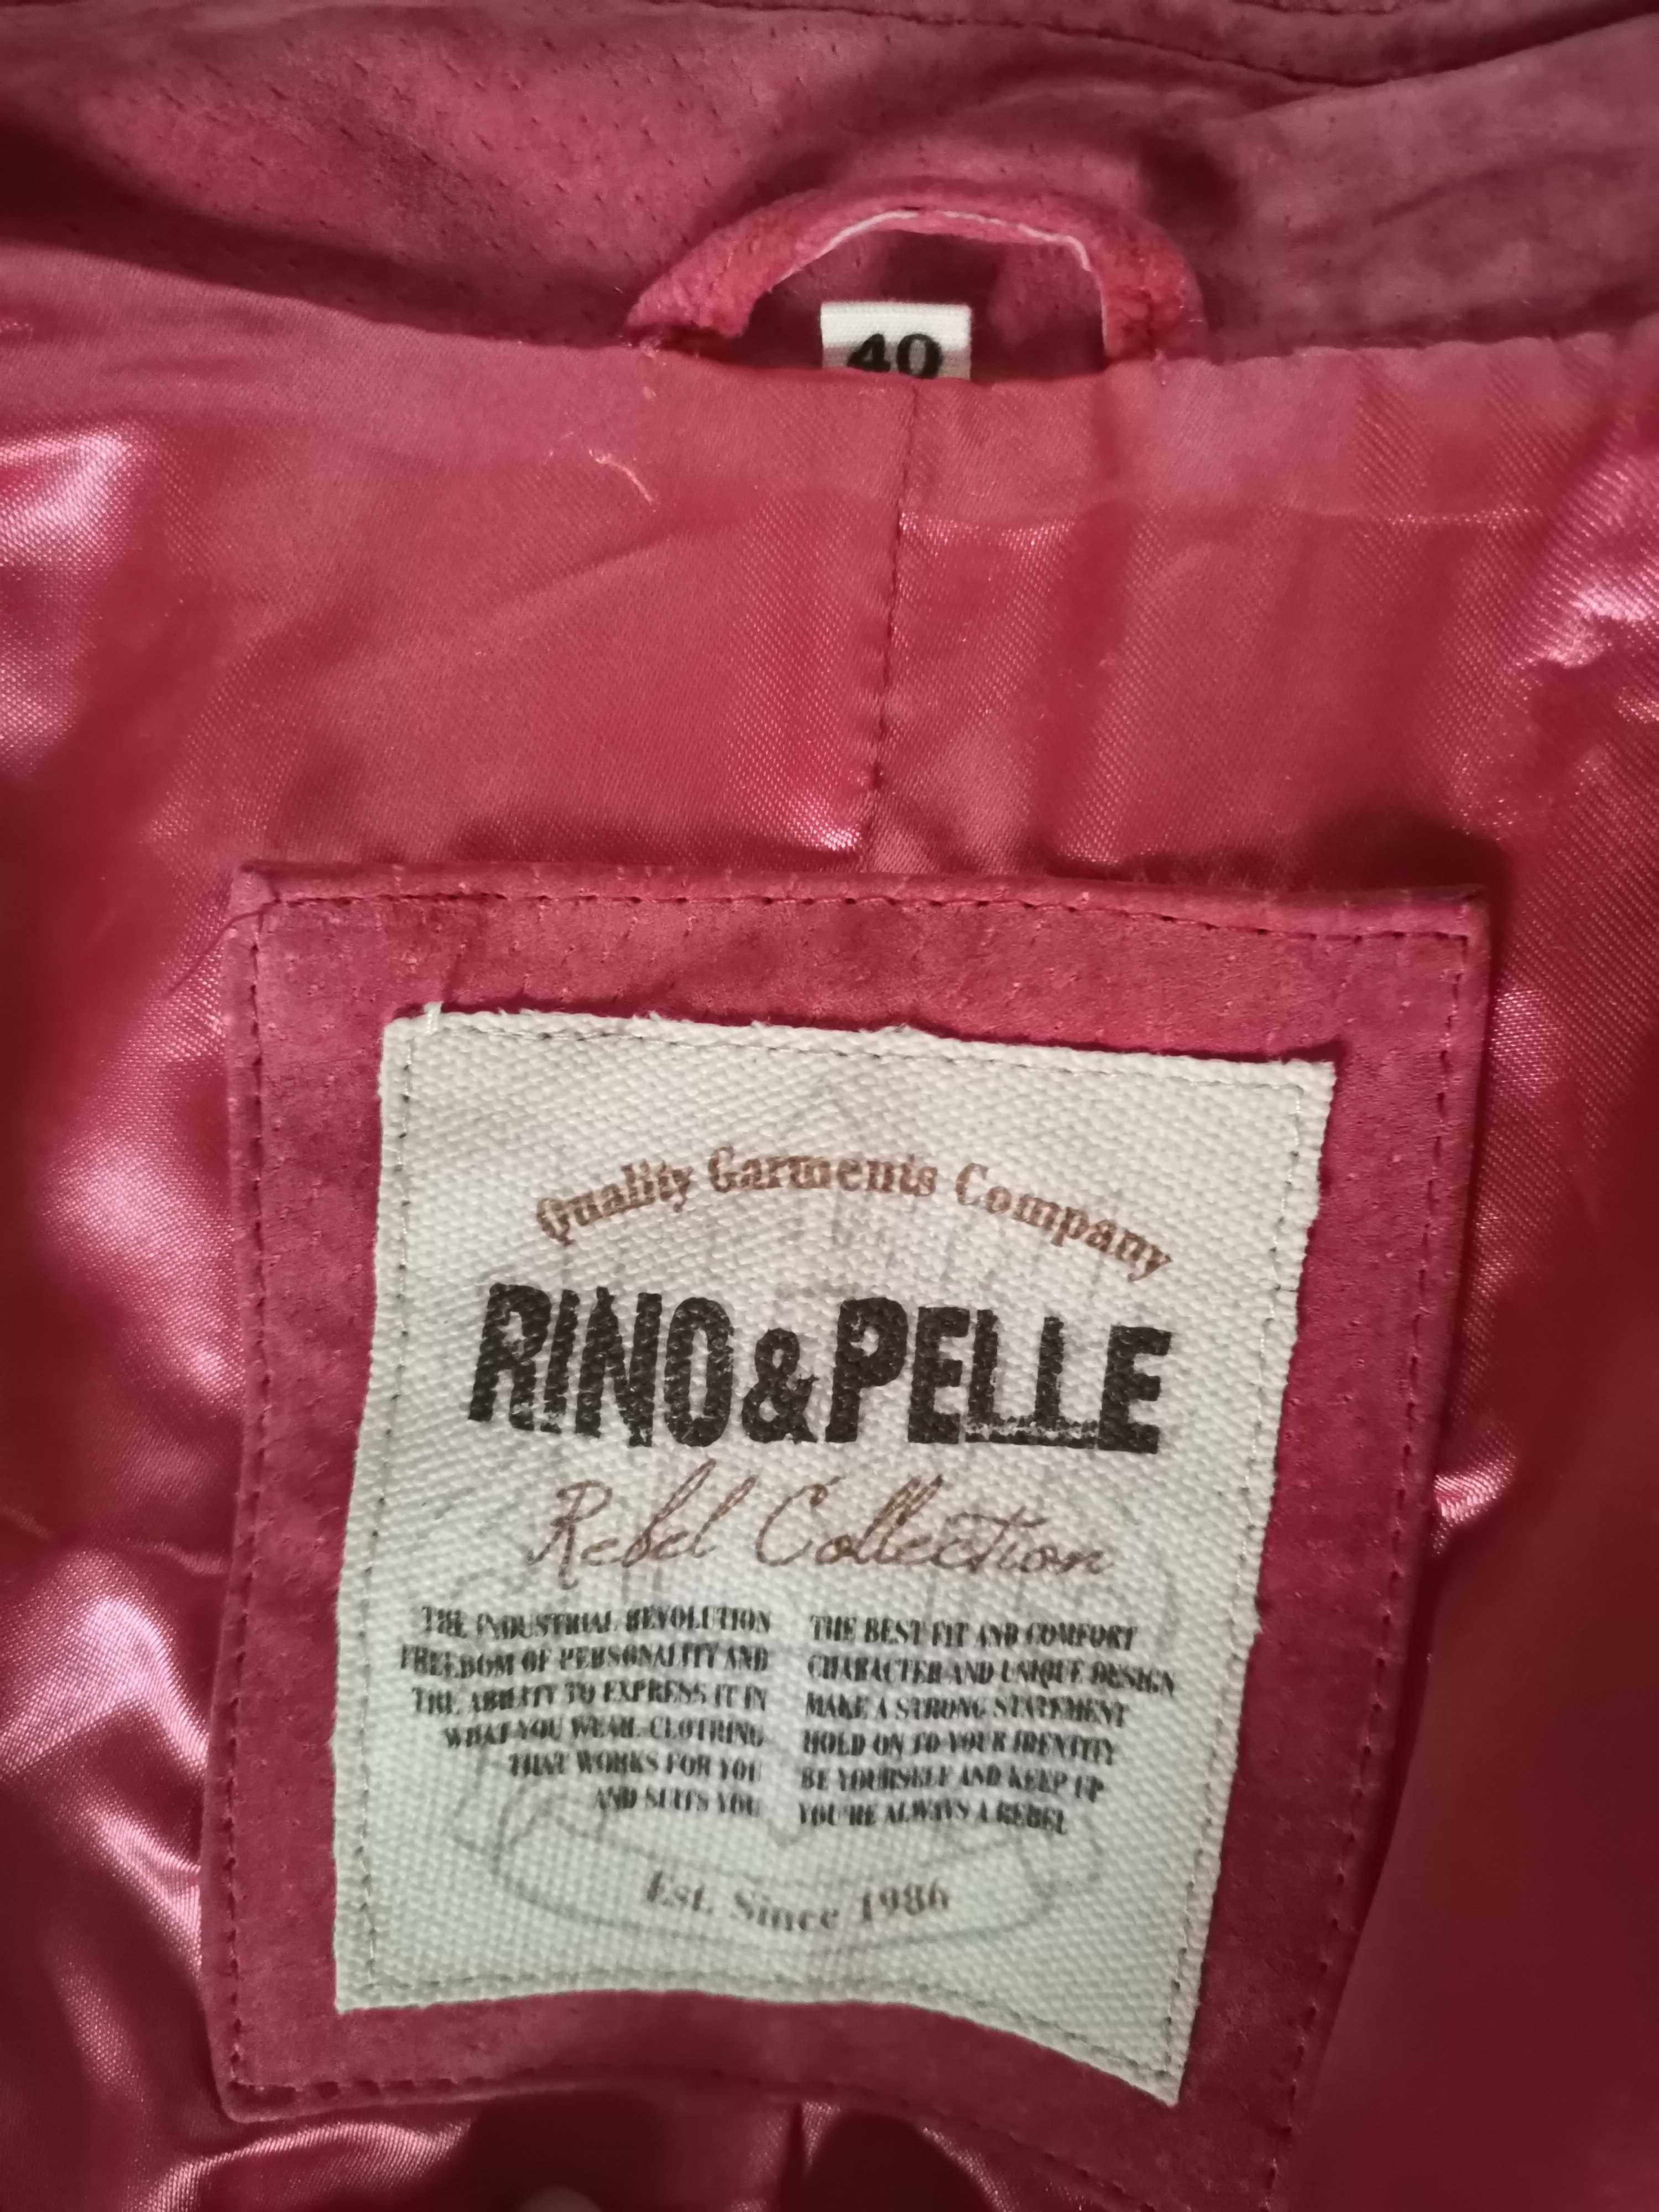 40
Quality Garments Company
RINO&PELLE
Rebel Collection
THE INDUSTRIAL REVOLUTION
FREEDOM OF PERSONALITY AND
THE ABILITY TO EXPRESS IT IN
WHAT YOU WEAR. CLOTHING
THAT WORKS FOR YOU
AND SUITS YOU
THE BEST FIT AND COMFORT
CHARACTER AND UNIQUE DESIGN
MAKE A STRONG STATEMENT
HOLD ON TO YOUR IDENTITY
BE YOURSELF AND KEEP UP
YOU'RE ALWAYS A REBEL
Est. Since 1986